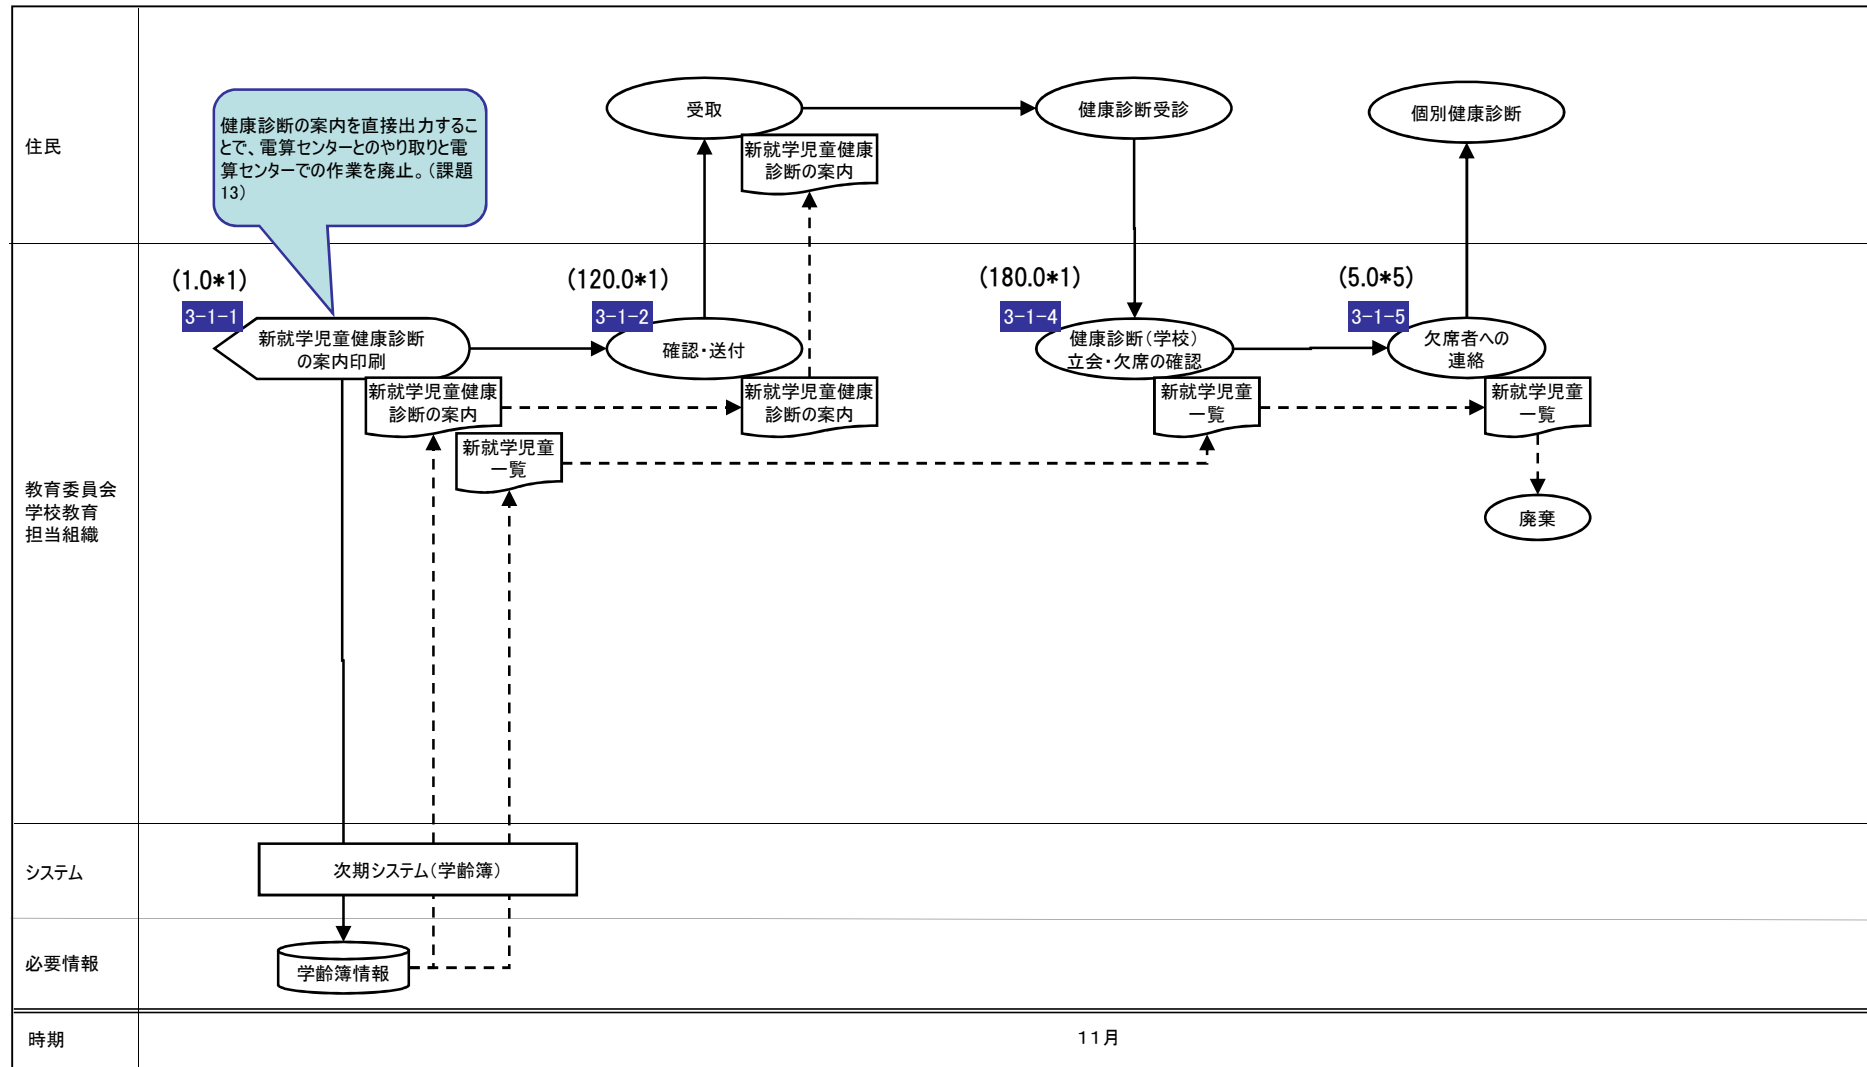 住民
健康診断の案内を直接出力するこ
とで、電算センターとのやり取りと電
算センターでの作業を廃止。（課題
13）
受取
新就学児童健康
診断の案内
健康診断受診
個別健康診断
教育委員会
学校教育
担当組織
(1.0*1)
3-1-1
新就学児童健康診断
の案内印刷
新就学児童健康
診断の案内
新就学児童
一覧
(120.0*1)
3-1-2
確認・送付
新就学児童健康
診断の案内
(180.0*1)
3-1-4
健康診断（学校）
立会・欠席の確認
新就学児童
一覧
(5.0*5)
3-1-5
欠席者への
連絡
新就学児童
一覧
廃棄
システム
次期システム（学齢簿）
必要情報
学齢簿情報
時期
11月